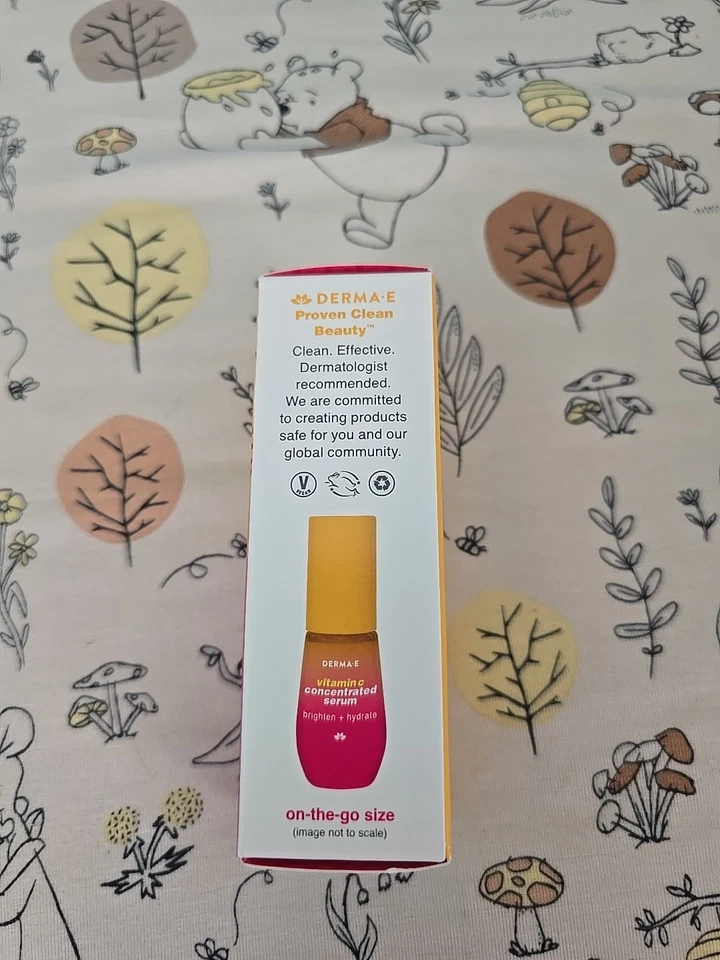 DERMA·E
Proven Clean
Beauty™
Clean. Effective.
Dermatologist
recommended.
We are committed
to creating products
safe for you and our
global community.
V
VEGAN
DERMA·E
vitamin c
concentrated
serum
brighten + hydrate
on-the-go size
(image not to scale)